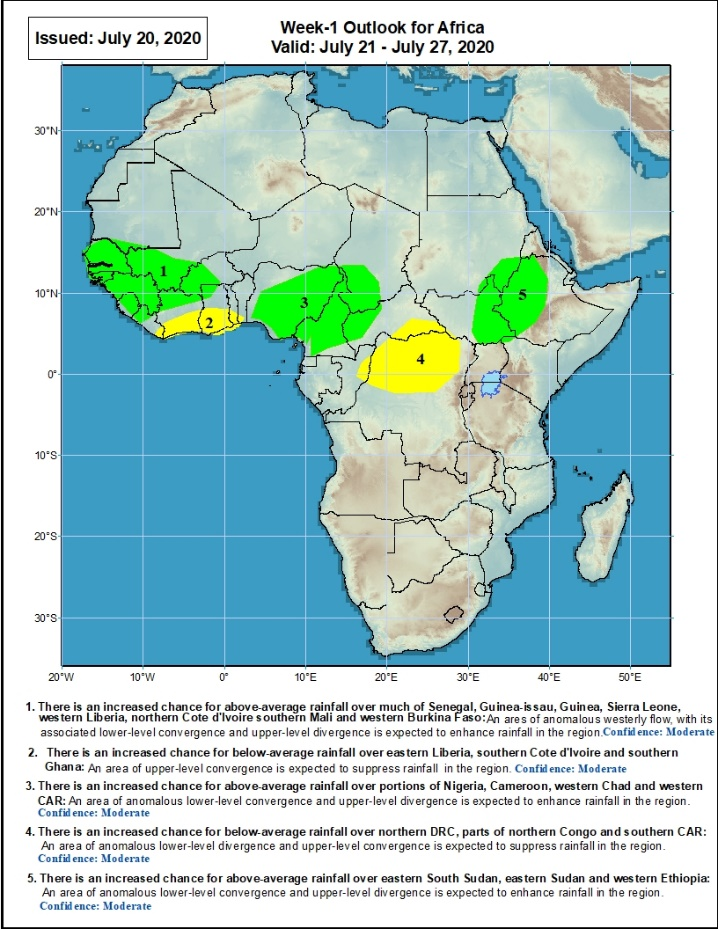 Issued: July 20, 2020
Week-1 Outlook for Africa
Valid: July 21 - July 27, 2020
30°N
20°N
10°N
0°
10°S
20°S
30°S
1
2
3
4
5
20°W
10°W
0°
10°E
20°E
30°E
40°E
50°E
1. There is an increased chance for above-average rainfall over much of Senegal, Guinea-issau, Guinea, Sierra Leone,
western Liberia, northern Cote d'Ivoire southern Mali and western Burkina Faso: An ares of anomalous westerly flow, with its
associated lower-level convergence and upper-level divergence is expected to enhance rainfall in the region. Confidence: Moderate
2. There is an increased chance for below-average rainfall over eastern Liberia, southern Cote d'Ivoire and southern
Ghana: An area of upper-level convergence is expected to suppress rainfall in the region. Confidence: Moderate
3. There is an increased chance for above-average rainfall over portions of Nigeria, Cameroon, western Chad and western
CAR: An area of anomalous lower-level convergence and upper-level divergence is expected to enhance rainfall in the region.
Confidence: Moderate
4. There is an increased chance for below-average rainfall over northern DRC, parts of northern Congo and southern CAR:
An area of anomalous lower-level divergence and upper-level convergence is expected to suppress rainfall in the region.
Confidence: Moderate
5. There is an increased chance for above-average rainfall over eastern South Sudan, eastern Sudan and western Ethiopia:
An area of anomalous lower-level convergence and upper-level divergence is expected to enhance rainfall in the region.
Confidence: Moderate